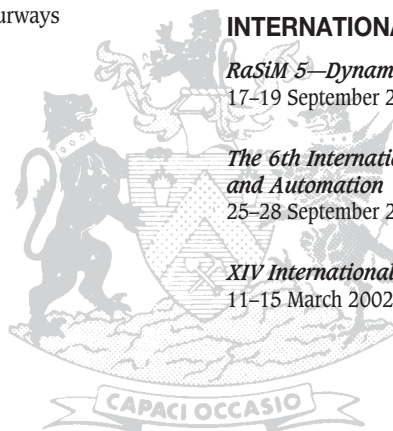 urways
INTERNATIONA
RaSiM 5—Dynam
17–19 September 2
The 6th Internatio
and Automation
25–28 September 2
XIV International
11–15 March 2002
CAPACI OCCASIO